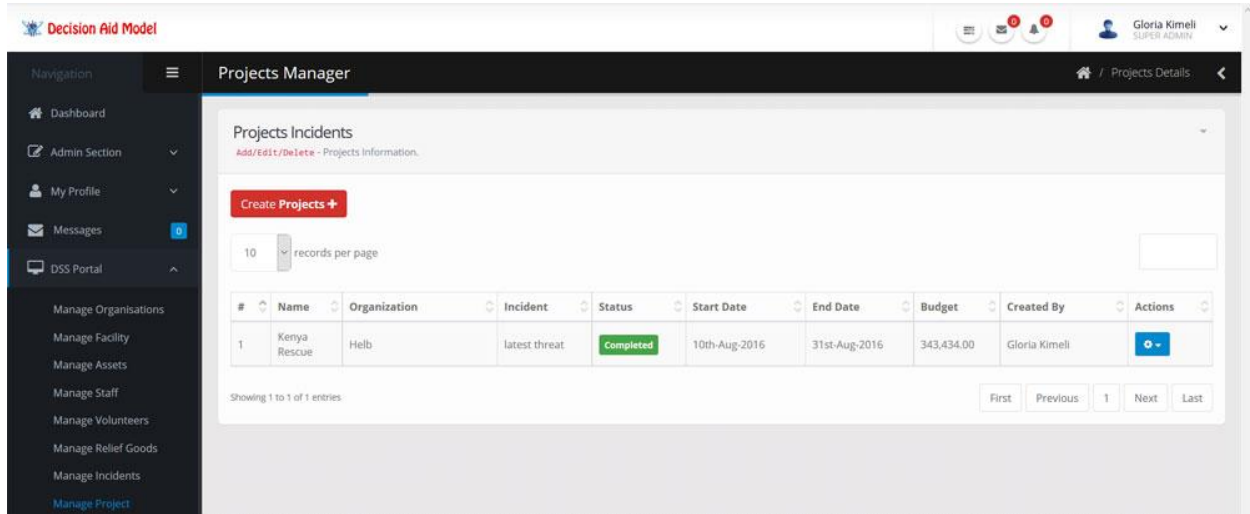 Decision Aid Model
0
0
Gloria Kimeli
SUPER ADMIN
Navigation
Projects Manager
/ Projects Details
Dashboard
Admin Section
My Profile
Messages
0
DSS Portal
Manage Organisations
Manage Facility
Manage Assets
Manage Staff
Manage Volunteers
Manage Relief Goods
Manage Incidents
Manage Project
Projects Incidents
Add/Edit/Delete - Projects Information.
Create Projects +
10 records per page
# Name Organization Incident Status Start Date End Date Budget Created By Actions
1 Kenya Rescue Helb latest threat Completed 10th-Aug-2016 31st-Aug-2016 343,434.00 Gloria Kimeli
Showing 1 to 1 of 1 entries
First Previous 1 Next Last